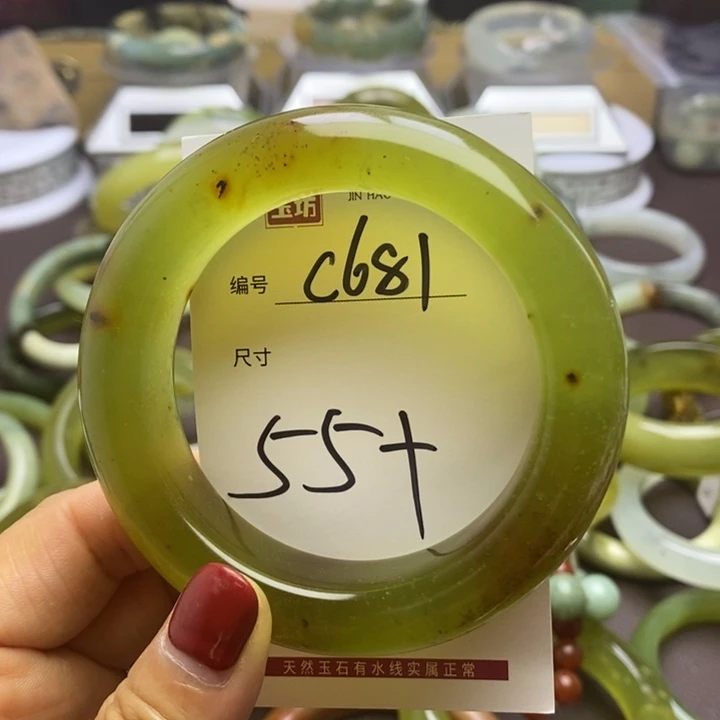 玉坊
JIN HAO
编号 C681
尺寸
55+
天然玉石有水线实属正常